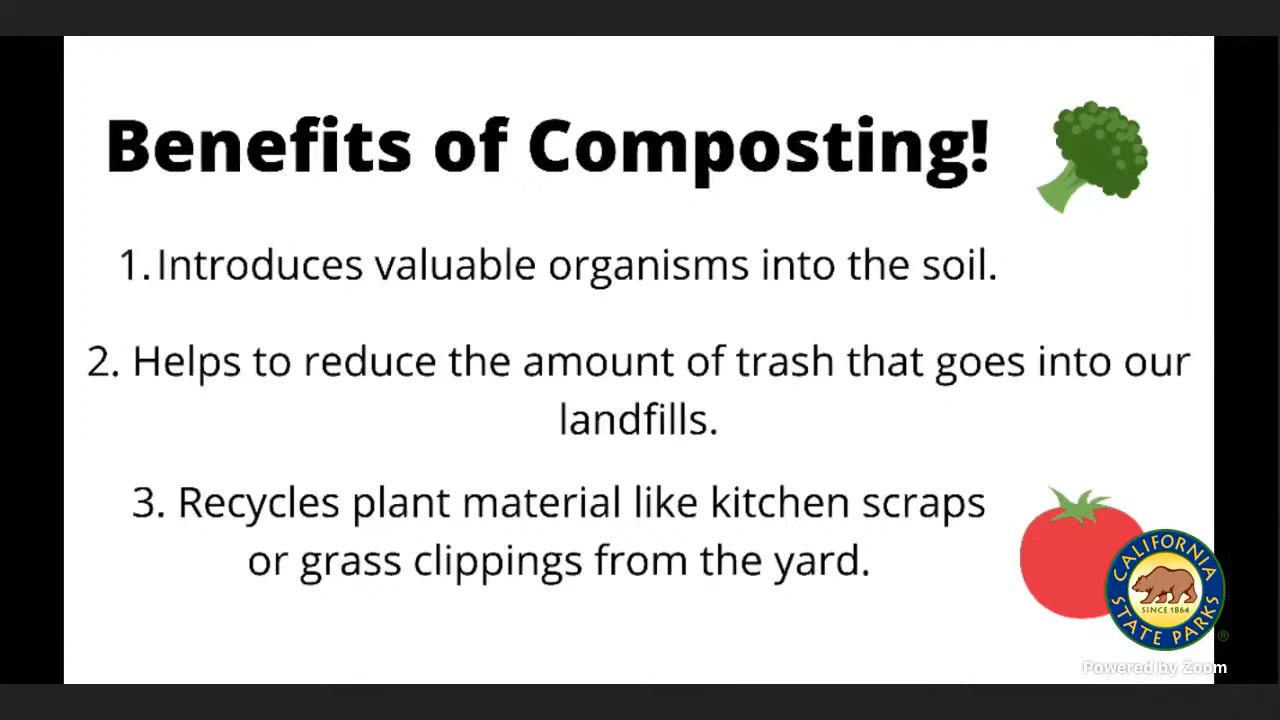 Benefits of Composting!
1. Introduces valuable organisms into the soil.
2. Helps to reduce the amount of trash that goes into our
landfills.
3. Recycles plant material like kitchen scraps
or grass clippings from the yard.
CALIFORNIA
SINCE 1864
STATE PARKS
®
Powered by Zoom